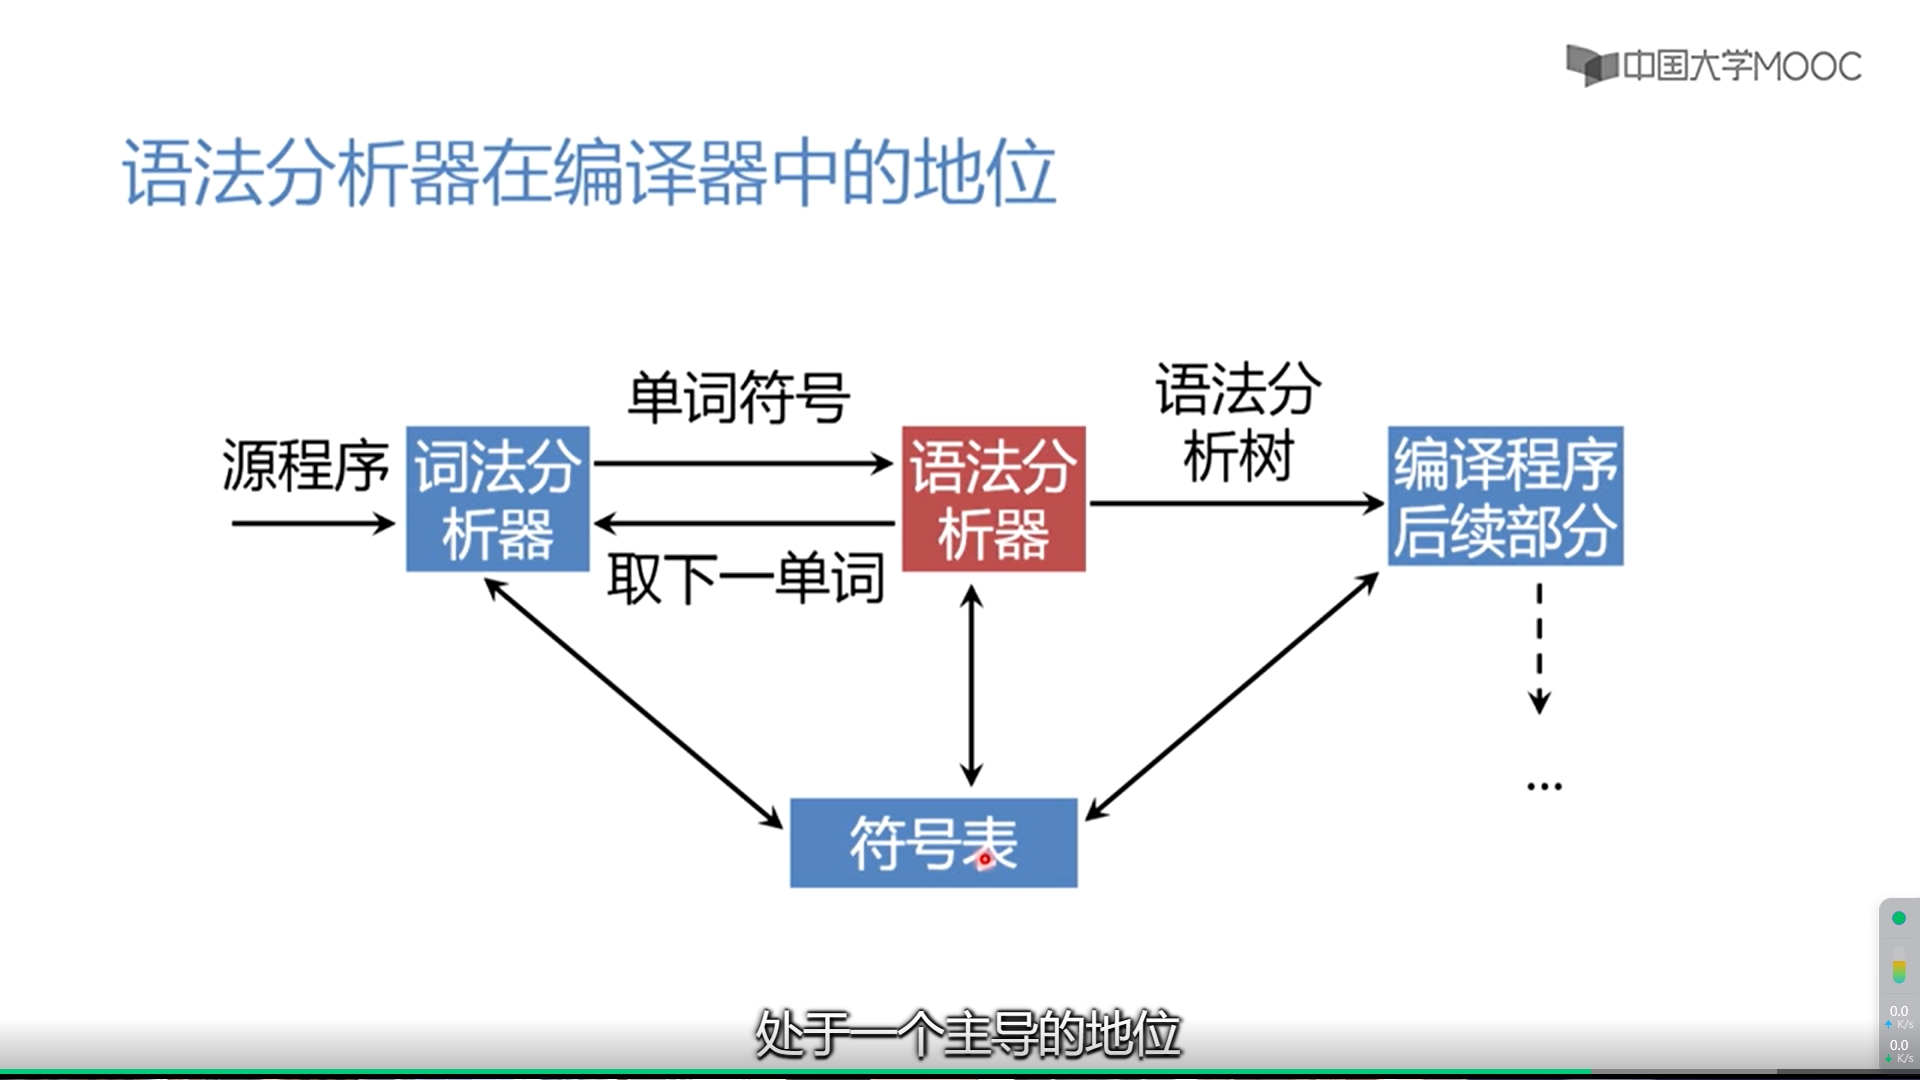 中国大学MOOC
语法分析器在编译器中的地位
单词符号
语法分
析树
源程序
词法分
析器
语法分
析器
编译程序
后续部分
取下一单词
...
符号表
处于一个主导的地位
0.0
K/s
0.0
K/s